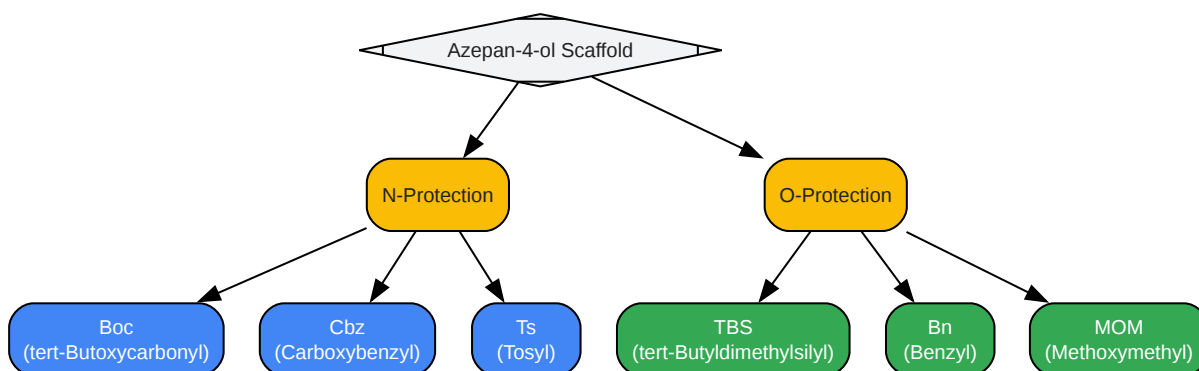 Azepan-4-ol Scaffold
N-Protection
O-Protection
Boc
(tert-Butoxycarbonyl)
Cbz
(Carboxybenzyl)
Ts
(Tosyl)
TBS
(tert-Butyldimethylsilyl)
Bn
(Benzyl)
MOM
(Methoxymethyl)